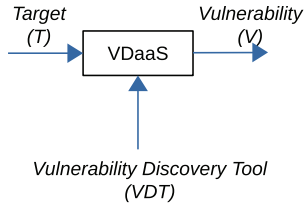 Target
(T)
Vulnerability
(V)
VDaaS
Vulnerability Discovery Tool
(VDT)